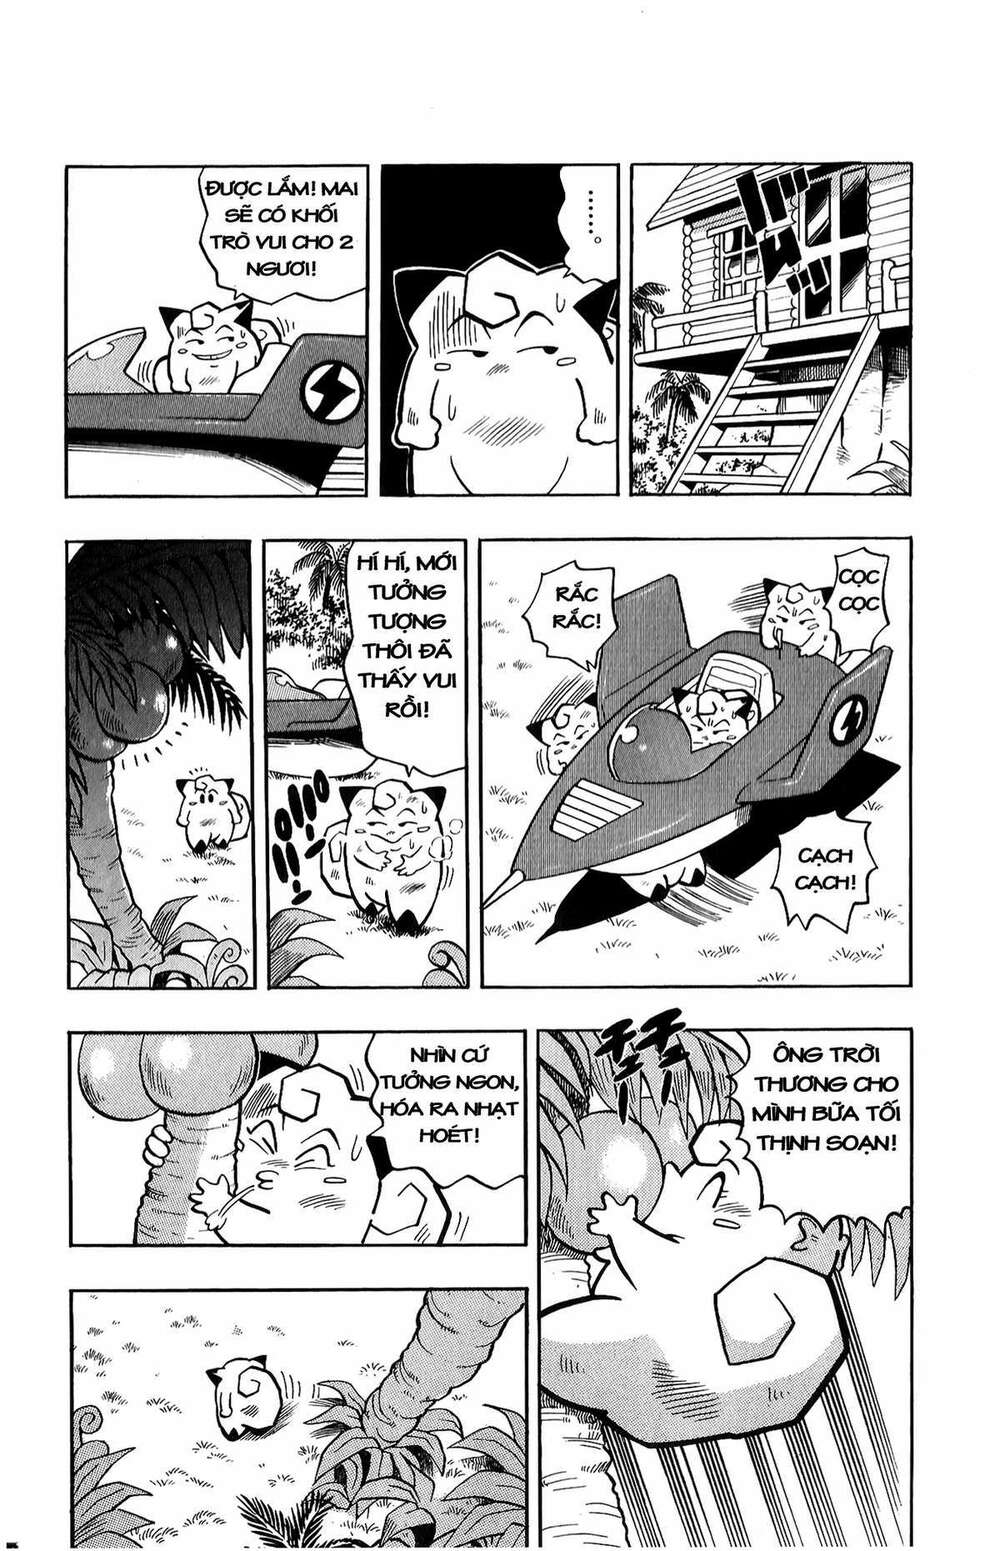 .......
ĐƯỢC LẮM! MAI
SẼ CÓ KHỐI
TRÒ VUI CHO 2
NGƯƠI!
CỌC
CỌC
RẮC
RẮC!
CẠCH
CẠCH!
HÍ HÍ, MỚI
TƯỞNG
TƯỢNG
THÔI ĐÃ
THẤY VUI
RỒI!
ÔNG TRỜI
THƯƠNG CHO
MÌNH BỮA TỐI
THỊNH SOẠN!
NHÌN CỨ
TƯỞNG NGON,
HÓA RA NHẠT
HOÉT!